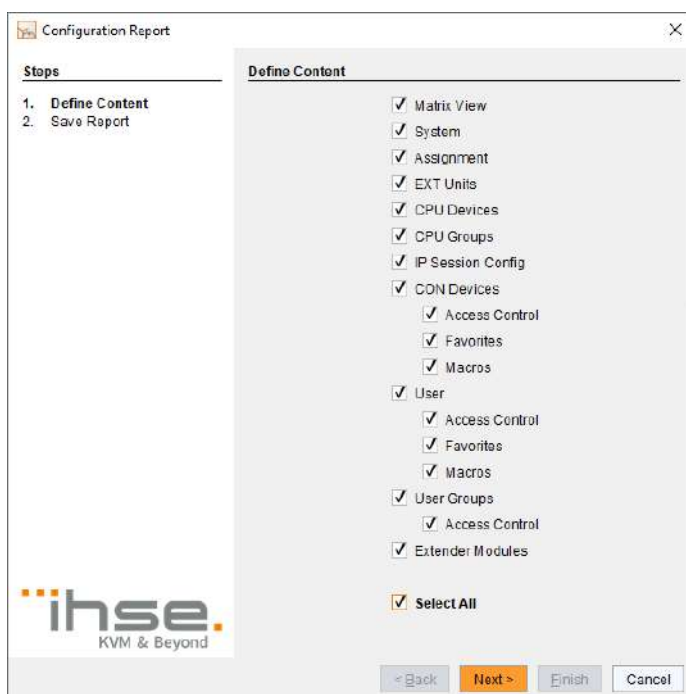 Configuration Report
Steps
1. Define Content
2. Save Report
Define Content
Matrix View
System
Assignment
EXT Units
CPU Devices
CPU Groups
IP Session Config
CON Devices
Access Control
Favorites
Macros
User
Access Control
Favorites
Macros
User Groups
Access Control
Extender Modules
Select All
ihse.
KVM & Beyond
< Back
Next >
Finish
Cancel